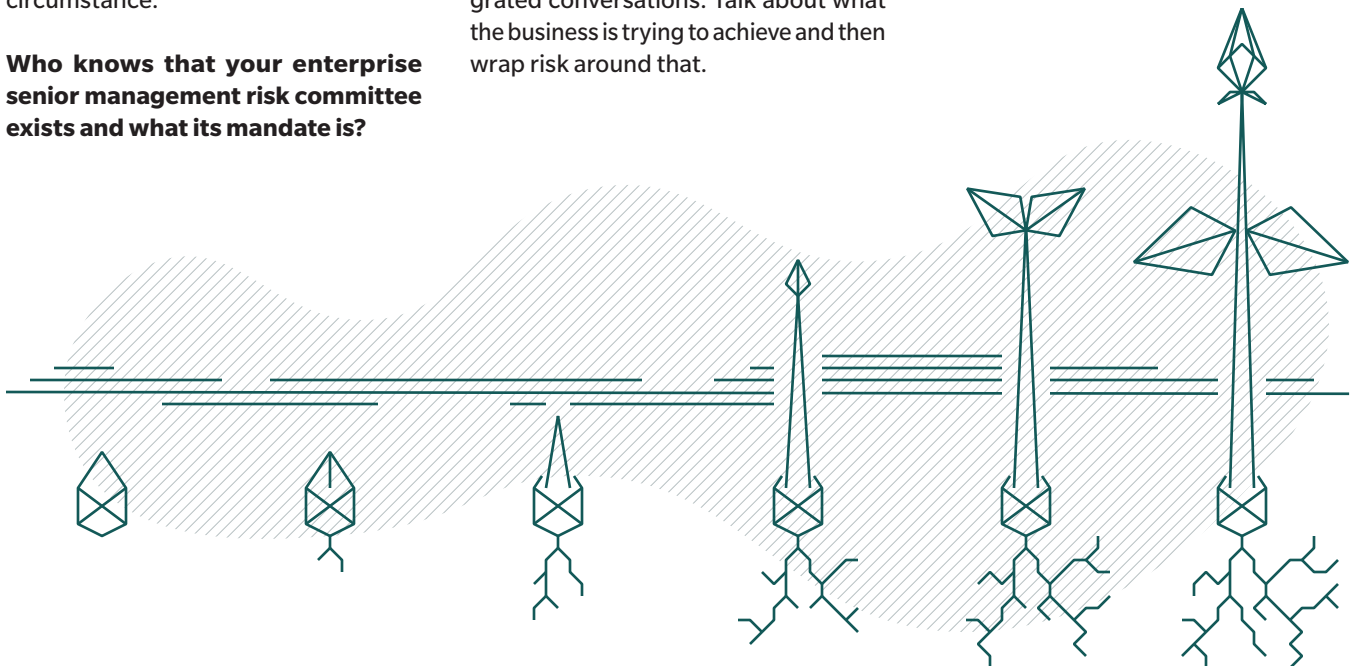 circumstance.
Who knows that your enterprise
senior management risk committee
exists and what its mandate is?
grated conversations. Talk about what
the business is trying to achieve and then
wrap risk around that.